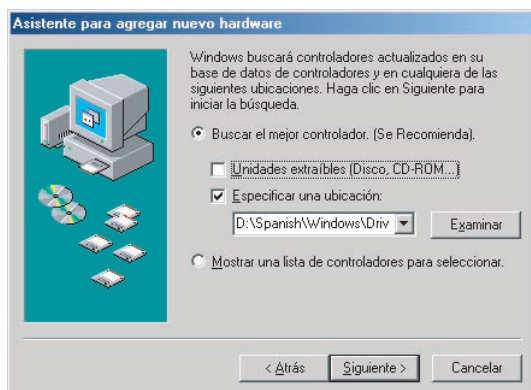 Asistente para agregar nuevo hardware
Windows buscará controladores actualizados en su
base de datos de controladores y en cualquiera de las
siguientes ubicaciones. Haga clic en Siguiente para
iniciar la búsqueda.
Buscar el mejor controlador. (Se Recomienda).
Unidades extraíbles (Disco, CD-ROM...)
Especificar una ubicación:
D:\Spanish\Windows\Driv
Examinar
Mostrar una lista de controladores para seleccionar.
< Atrás
Siguiente >
Cancelar